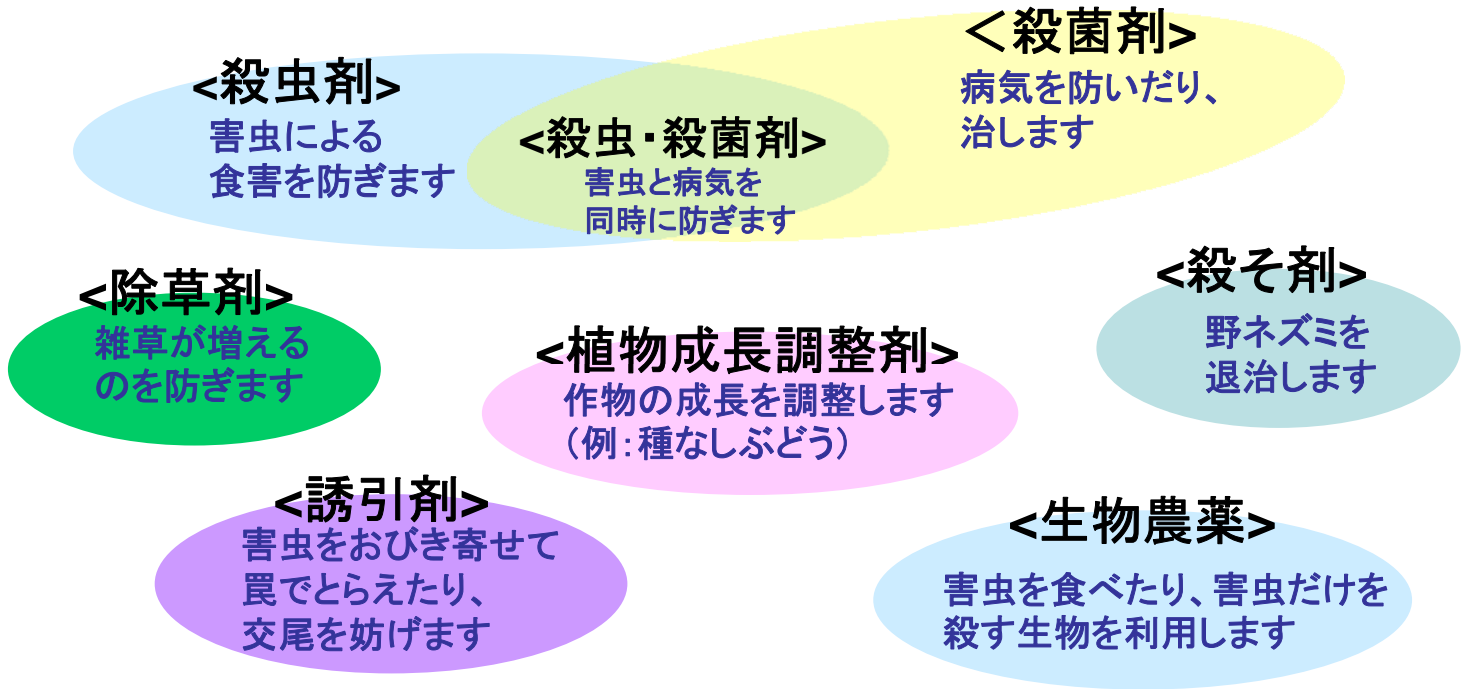 <殺虫剤>
害虫による
食害を防ぎます
<殺虫・殺菌剤>
害虫と病気を
同時に防ぎます
＜殺菌剤>
病気を防いだり、
治します
<除草剤>
雑草が増える
のを防ぎます
<植物成長調整剤>
作物の成長を調整します
（例：種なしぶどう）
<殺そ剤>
野ネズミを
退治します
<誘引剤>
害虫をおびき寄せて
罠でとらえたり、
交尾を妨げます
<生物農薬>
害虫を食べたり、害虫だけを
殺す生物を利用します